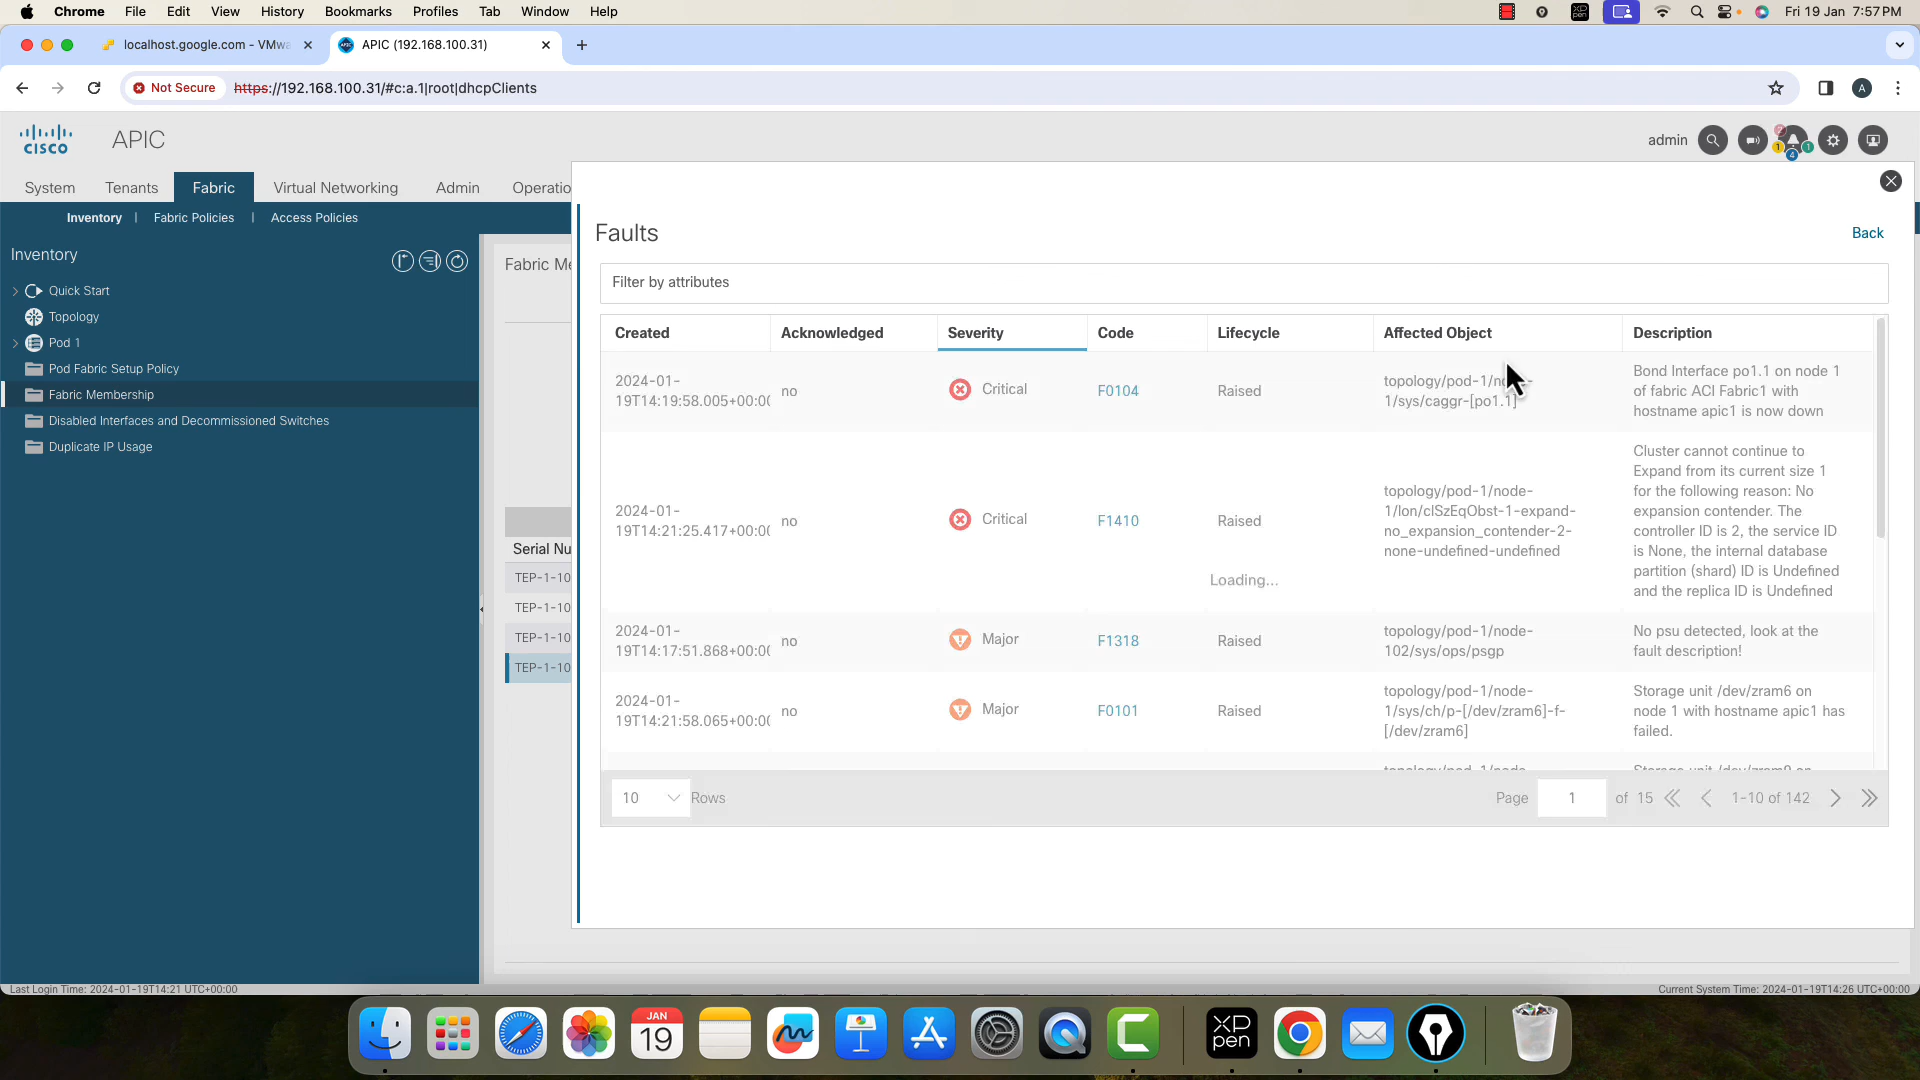 Chrome File Edit View History Bookmarks Profiles Tab Window Help
Fri 19 Jan 7:57 PM
localhost.google.com - VMwa
APIC (192.168.100.31)
Not Secure
https://192.168.100.31/#c:a.1|root|dhcpClients
CISCO
APIC
admin
System Tenants Fabric Virtual Networking Admin Operatio
Inventory | Fabric Policies | Access Policies
Inventory
Quick Start
Topology
Pod 1
Pod Fabric Setup Policy
Fabric Membership
Disabled Interfaces and Decommissioned Switches
Duplicate IP Usage
Fabric Me
Serial Nu
TEP-1-10
TEP-1-10
TEP-1-10
TEP-1-10
Faults
Back
Filter by attributes
Created Acknowledged Severity Code Lifecycle Affected Object Description
2024-01-
19T14:19:58.005+00:00
no
Critical
F0104
Raised
topology/pod-1/node-
1/sys/caggr-[po1.1]
Bond Interface po1.1 on node 1
of fabric ACI Fabric1 with
hostname apic1 is now down
2024-01-
19T14:21:25.417+00:00
no
Critical
F1410
Raised
topology/pod-1/node-
1/lon/clSzEqObst-1-expand-
no_expansion_contender-2-
none-undefined-undefined
Cluster cannot continue to
Expand from its current size 1
for the following reason: No
expansion contender. The
controller ID is 2, the service ID
is None, the internal database
partition (shard) ID is Undefined
and the replica ID is Undefined
Loading...
2024-01-
19T14:17:51.868+00:00
no
Major
F1318
Raised
topology/pod-1/node-
102/sys/ops/psgp
No psu detected, look at the
fault description!
2024-01-
19T14:21:58.065+00:00
no
Major
F0101
Raised
topology/pod-1/node-
1/sys/ch/p-[/dev/zram6]-f-
[/dev/zram6]
Storage unit /dev/zram6 on
node 1 with hostname apic1 has
failed.
10 Rows
Page 1 of 15
1-10 of 142
Last Login Time: 2024-01-19T14:21 UTC+00:00
Current System Time: 2024-01-19T14:26 UTC+00:00
JAN
19
XP
PEN